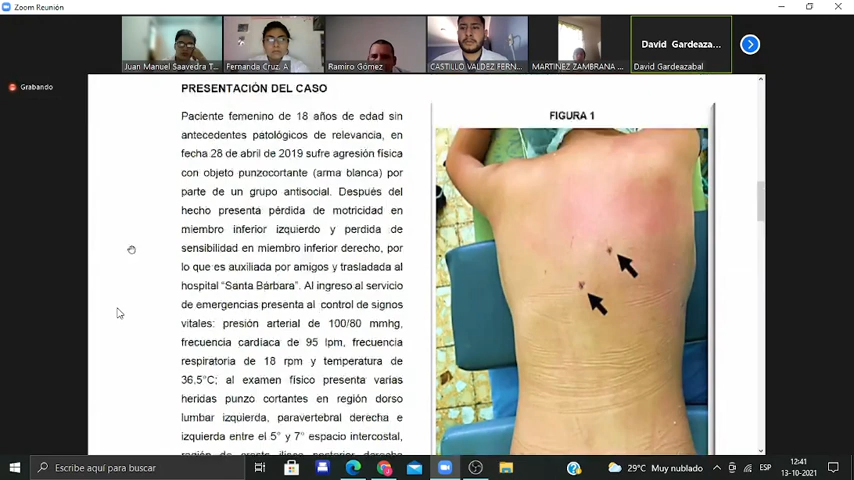 Zoom Reunión
Juan Manuel Saavedra T...
Fernanda Cruz. A
Ramiro Gómez
CASTILLO VALDEZ FERN...
MARTINEZ ZAMBRANA ...
David Gardeaza...
David Gardeazabal
Grabando
PRESENTACIÓN DEL CASO
Paciente femenino de 18 años de edad sin
antecedentes patológicos de relevancia, en
fecha 28 de abril de 2019 sufre agresión física
con objeto punzocortante (arma blanca) por
parte de un grupo antisocial. Después del
hecho presenta pérdida de motricidad en
miembro inferior izquierdo y perdida de
sensibilidad en miembro inferior derecho, por
lo que es auxiliada por amigos y trasladada al
hospital “Santa Bárbara”. Al ingreso al servicio
de emergencias presenta al control de signos
vitales: presión arterial de 100/80 mmhg,
frecuencia cardíaca de 95 lpm, frecuencia
respiratoria de 18 rpm y temperatura de
36,5°C; al examen físico presenta varias
heridas punzo cortantes en región dorso
lumbar izquierda, paravertebral derecha e
izquierda entre el 5° y 7° espacio intercostal,
región de cresta ilíaca posterior derecha
FIGURA 1
Escribe aquí para buscar
29°C Muy nublado
ESP
12:41
13-10-2021